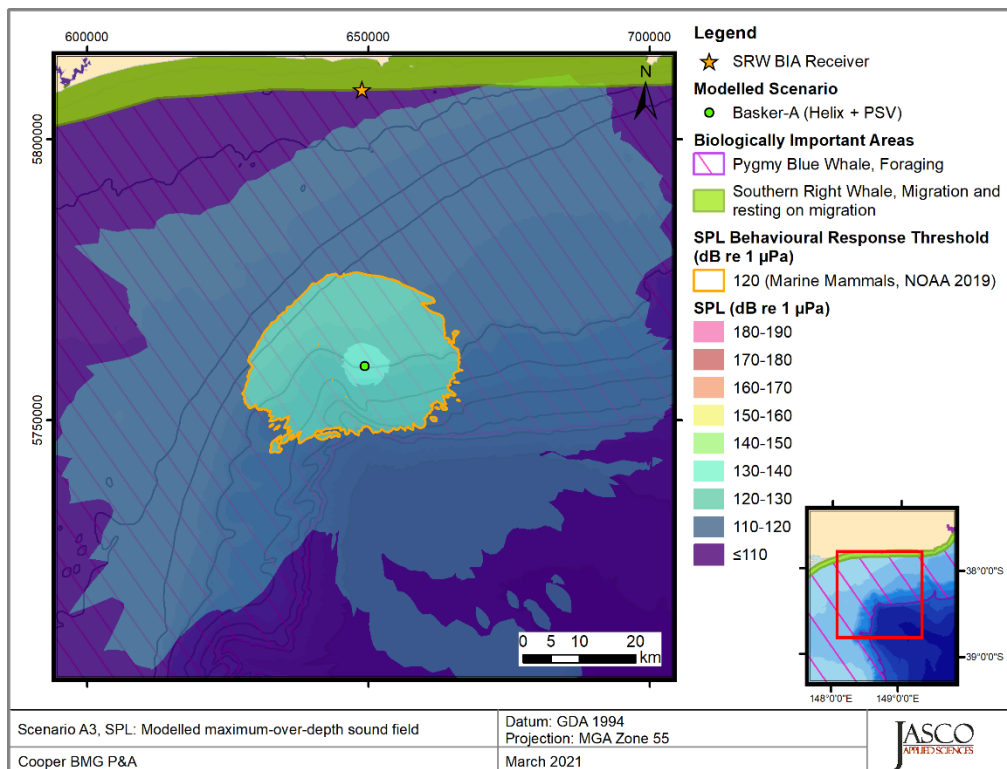 600000
650000
700000
5800000
5750000
N
0 5 10 20
km
Legend
SRW BIA Receiver
Modelled Scenario
Basker-A (Helix + PSV)
Biologically Important Areas
Pygmy Blue Whale, Foraging
Southern Right Whale, Migration and
resting on migration
SPL Behavioural Response Threshold
(dB re 1 µPa)
120 (Marine Mammals, NOAA 2019)
SPL (dB re 1 µPa)
180-190
170-180
160-170
150-160
140-150
130-140
120-130
110-120
≤110
38°0'0"S
39°0'0"S
148°0'0"E
149°0'0"E
Scenario A3, SPL: Modelled maximum-over-depth sound field
Datum: GDA 1994
Projection: MGA Zone 55
Cooper BMG P&A
March 2021
JASCO
APPLIED SCIENCES